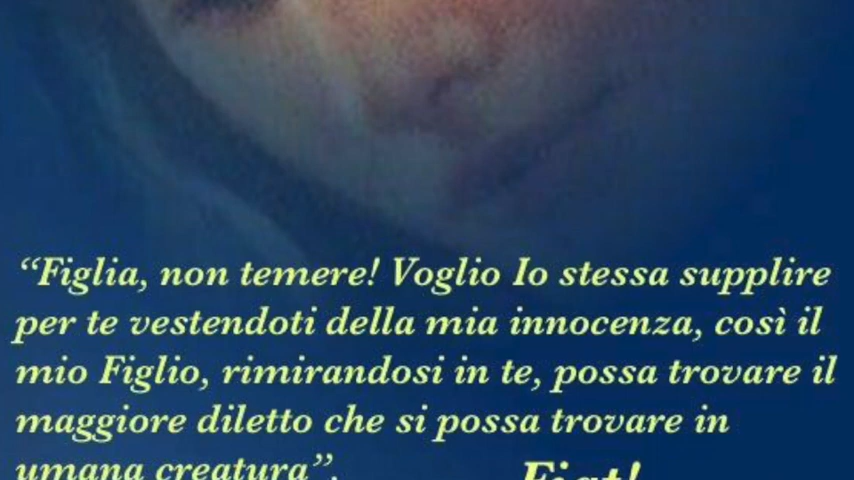 “Figlia, non temere! Voglio Io stessa supplire
per te vestendoti della mia innocenza, così il
mio Figlio, rimirandosi in te, possa trovare il
maggiore diletto che si possa trovare in
umana creatura”.
Fiat!